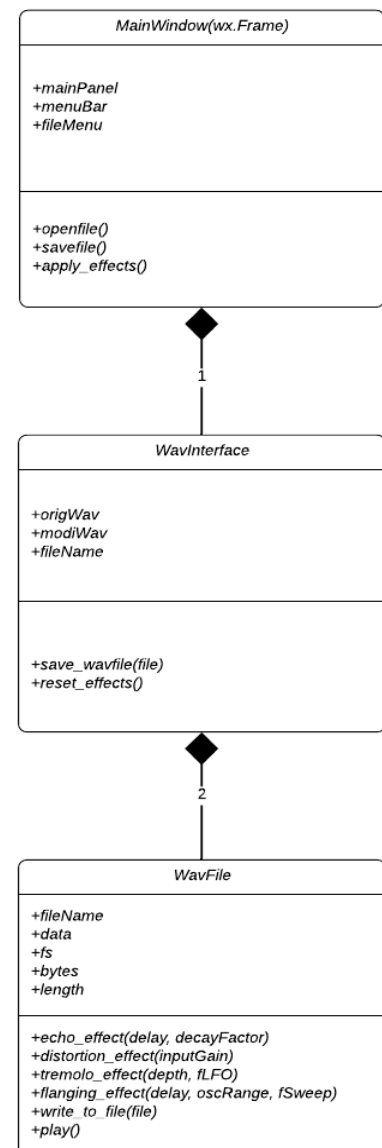 MainWindow(wx.Frame)
+mainPanel
+menuBar
+fileMenu
+openfile()
+savefile()
+apply_effects()
1
WavInterface
+origWav
+modiWav
+fileName
+save_wavfile(file)
+reset_effects()
2
WavFile
+fileName
+data
+fs
+bytes
+length
+echo_effect(delay, decayFactor)
+distortion_effect(inputGain)
+tremolo_effect(depth, fLFO)
+flanging_effect(delay, oscRange, fSweep)
+write_to_file(file)
+play()